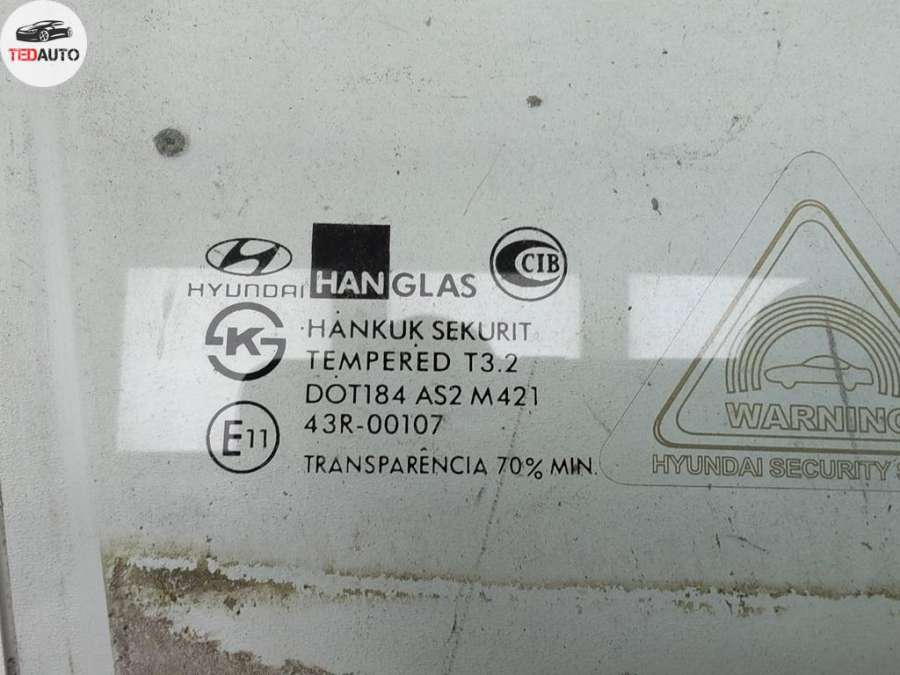 TEDAUTO
HYUNDAI HANGLAS CIB
K HANKUK SEKURIT
TEMPERED T3.2
DOT184 AS2 M421
E11 43R-00107
TRANSPARÊNCIA 70% MIN.
WARNING
HYUNDAI SECURITY S